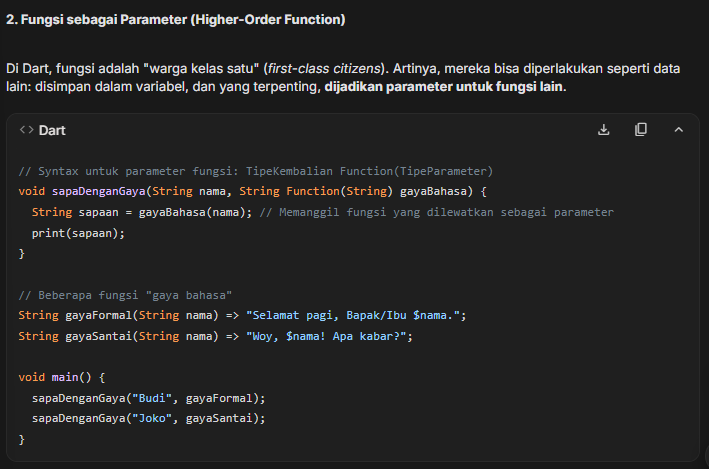 2. Fungsi sebagai Parameter (Higher-Order Function)
Di Dart, fungsi adalah "warga kelas satu" (first-class citizens). Artinya, mereka bisa diperlakukan seperti data
lain: disimpan dalam variabel, dan yang terpenting, dijadikan parameter untuk fungsi lain.
<> Dart
// Syntax untuk parameter fungsi: TipeKembalian Function(TipeParameter)
void sapaDenganGaya(String nama, String Function(String) gayaBahasa) {
  String sapaan = gayaBahasa(nama); // Memanggil fungsi yang dilewatkan sebagai parameter
  print(sapaan);
}
// Beberapa fungsi "gaya bahasa"
String gayaFormal(String nama) => "Selamat pagi, Bapak/Ibu $nama.";
String gayaSantai(String nama) => "Woy, $nama! Apa kabar?";
void main() {
  sapaDenganGaya("Budi", gayaFormal);
  sapaDenganGaya("Joko", gayaSantai);
}